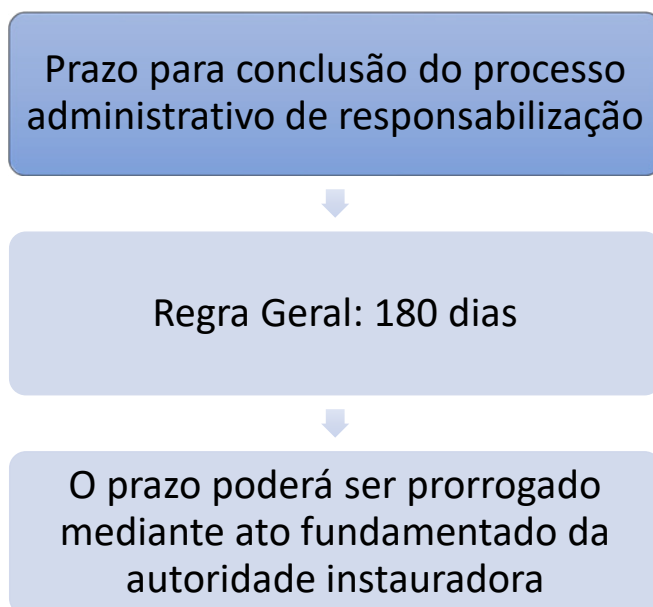 Prazo para conclusão do processo
administrativo de responsabilização
Regra Geral: 180 dias
O prazo poderá ser prorrogado
mediante ato fundamentado da
autoridade instauradora